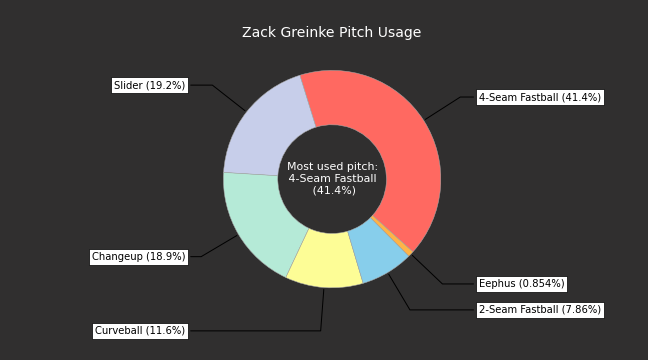 Zack Greinke Pitch Usage
Slider (19.2%)
4-Seam Fastball (41.4%)
Most used pitch:
4-Seam Fastball
(41.4%)
Changeup (18.9%)
Eephus (0.854%)
2-Seam Fastball (7.86%)
Curveball (11.6%)